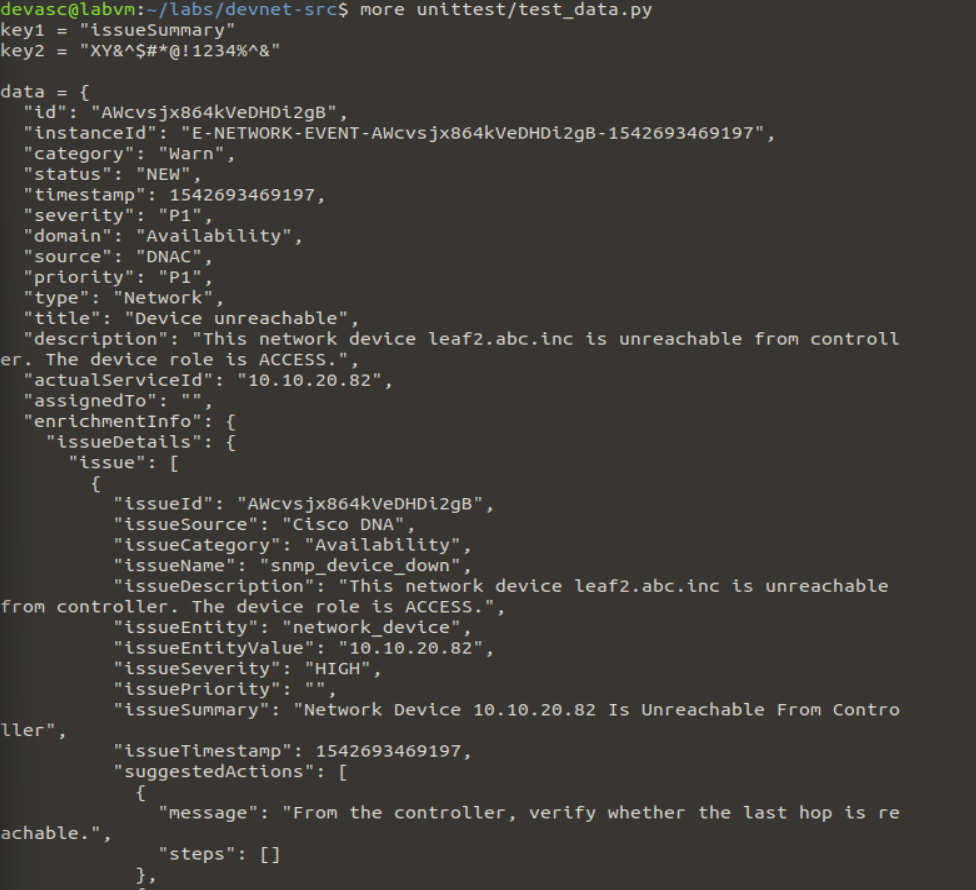 devasc@labvm:~/labs/devnet-src$ more unittest/test_data.py
key1 = "issueSummary"
key2 = "XY&^$#*@!1234%^&"

data = {
  "id": "AWcvsjx864kVeDHDi2gB",
  "instanceId": "E-NETWORK-EVENT-AWcvsjx864kVeDHDi2gB-1542693469197",
  "category": "Warn",
  "status": "NEW",
  "timestamp": 1542693469197,
  "severity": "P1",
  "domain": "Availability",
  "source": "DNAC",
  "priority": "P1",
  "type": "Network",
  "title": "Device unreachable",
  "description": "This network device leaf2.abc.inc is unreachable from controll
er. The device role is ACCESS.",
  "actualServiceId": "10.10.20.82",
  "assignedTo": "",
  "enrichmentInfo": {
    "issueDetails": {
      "issue": [
        {
          "issueId": "AWcvsjx864kVeDHDi2gB",
          "issueSource": "Cisco DNA",
          "issueCategory": "Availability",
          "issueName": "snmp_device_down",
          "issueDescription": "This network device leaf2.abc.inc is unreachable
from controller. The device role is ACCESS.",
          "issueEntity": "network_device",
          "issueEntityValue": "10.10.20.82",
          "issueSeverity": "HIGH",
          "issuePriority": "",
          "issueSummary": "Network Device 10.10.20.82 Is Unreachable From Contro
ller",
          "issueTimestamp": 1542693469197,
          "suggestedActions": [
            {
              "message": "From the controller, verify whether the last hop is re
achable.",
              "steps": []
            },